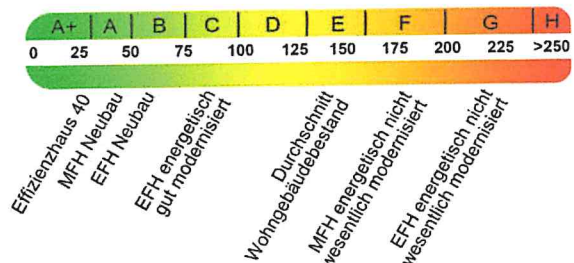 A+ A B C D E F G H
0 25 50 75 100 125 150 175 200 225 >250
Effizienzhaus 40
MFH Neubau
EFH Neubau
EFH energetisch
gut modernisiert
Durchschnitt
Wohngebäudebestand
MFH energetisch nicht
wesentlich modernisiert
EFH energetisch nicht
wesentlich modernisiert